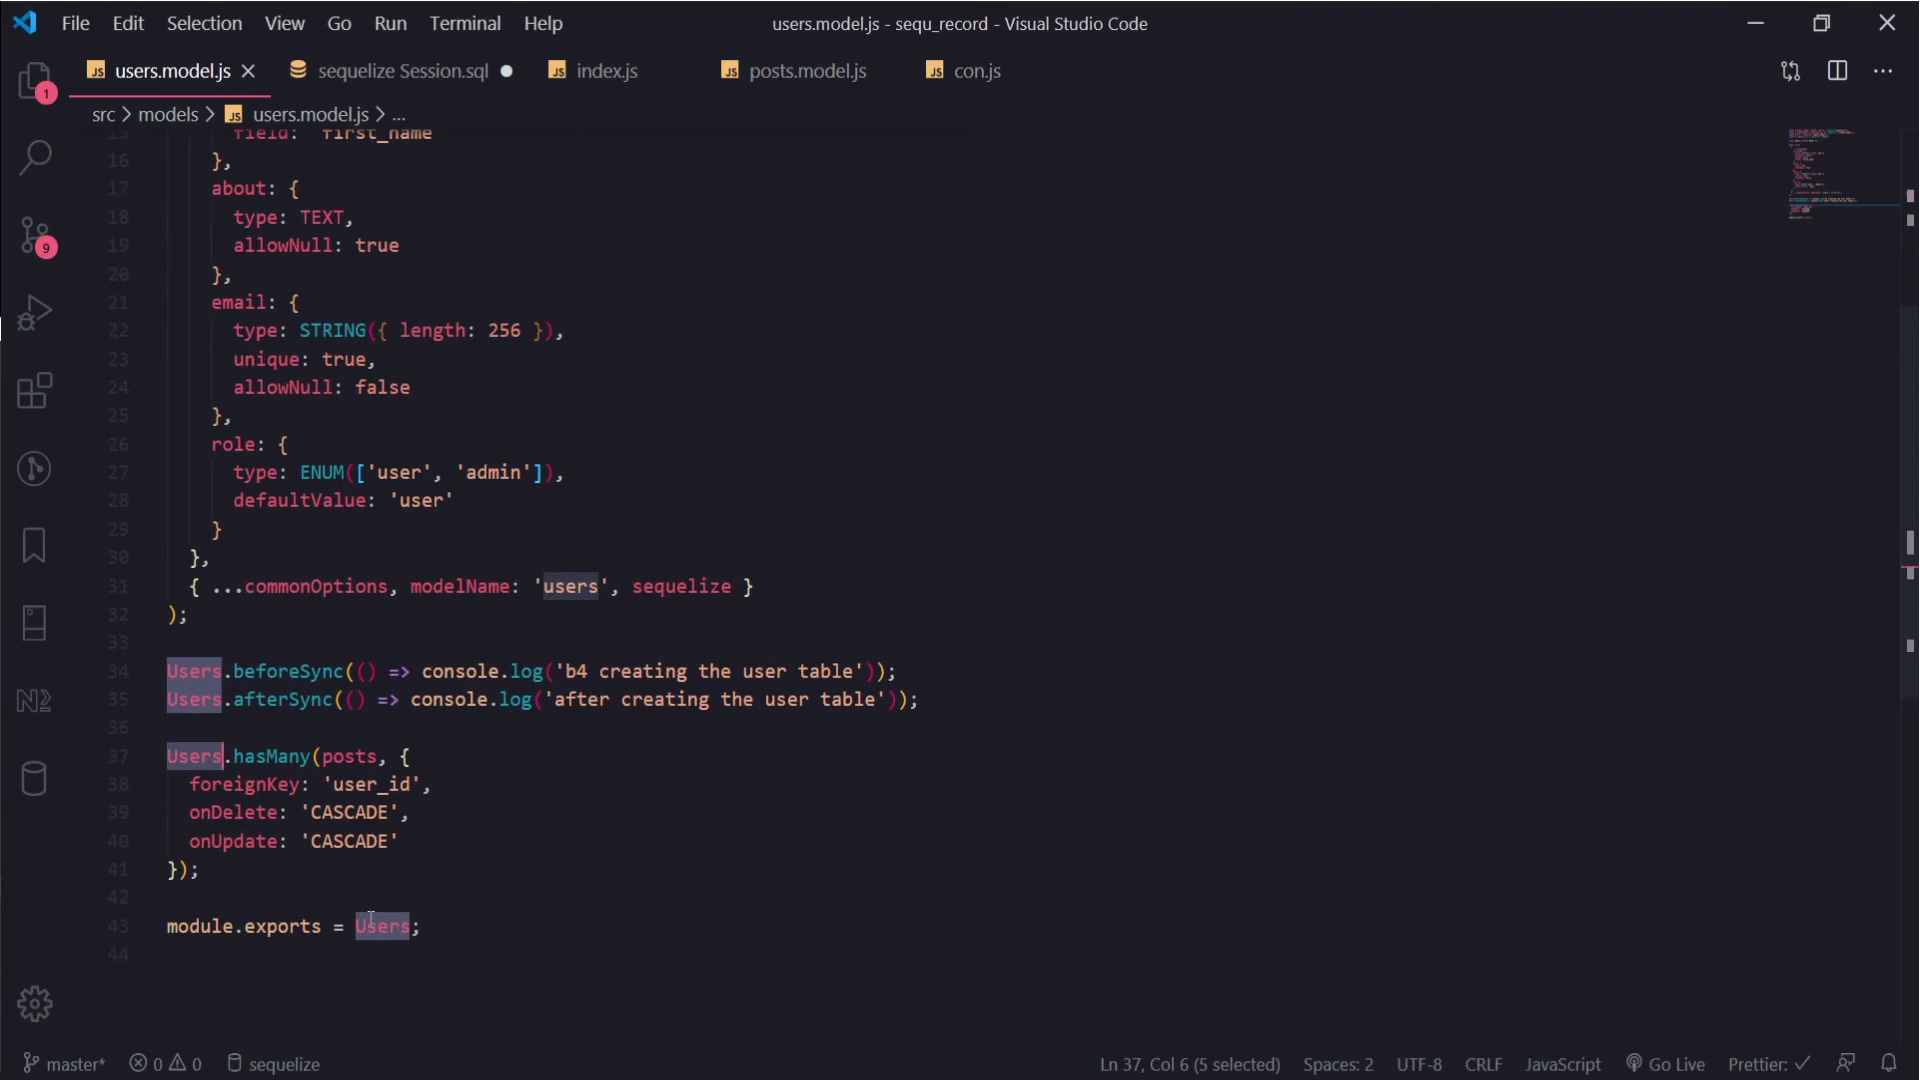 File Edit Selection View Go Run Terminal Help
users.model.js - sequ_record - Visual Studio Code
users.model.js
sequelize Session.sql
index.js
posts.model.js
con.js
src > models > users.model.js > ...
1
9
15 field: 'first_name
16 },
17 about: {
18 type: TEXT,
19 allowNull: true
20 },
21 email: {
22 type: STRING({ length: 256 }),
23 unique: true,
24 allowNull: false
25 },
26 role: {
27 type: ENUM(['user', 'admin']),
28 defaultValue: 'user'
29 }
30 },
31 { ...commonOptions, modelName: 'users', sequelize }
32 );
33
34 Users.beforeSync(() => console.log('b4 creating the user table'));
35 Users.afterSync(() => console.log('after creating the user table'));
36
37 Users.hasMany(posts, {
38 foreignKey: 'user_id',
39 onDelete: 'CASCADE',
40 onUpdate: 'CASCADE'
41 });
42
43 module.exports = Users;
44
master* 0 0 sequelize
Ln 37, Col 6 (5 selected) Spaces: 2 UTF-8 CRLF JavaScript Go Live Prettier: ✓